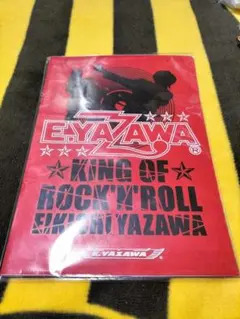 E.YAZAWA®
★KING OF★
ROCK'N'ROLL
EIKICHI YAZAWA
E.YAZAWA